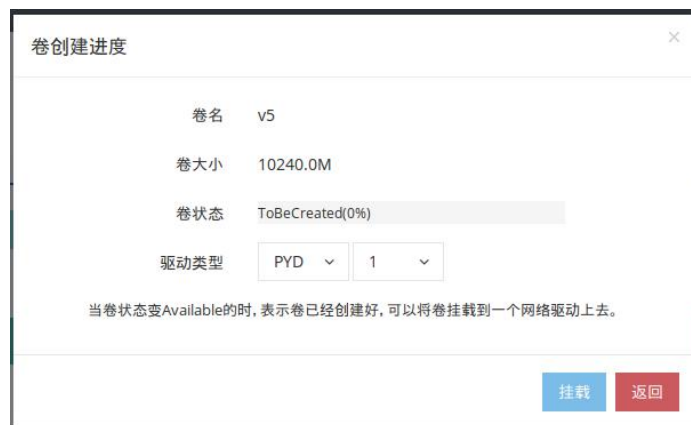 卷创建进度
×
卷名 v5
卷大小 10240.0M
卷状态 ToBeCreated(0%)
驱动类型 PYD 1
当卷状态变Available的时, 表示卷已经创建好, 可以将卷挂载到一个网络驱动上去。
挂载 返回